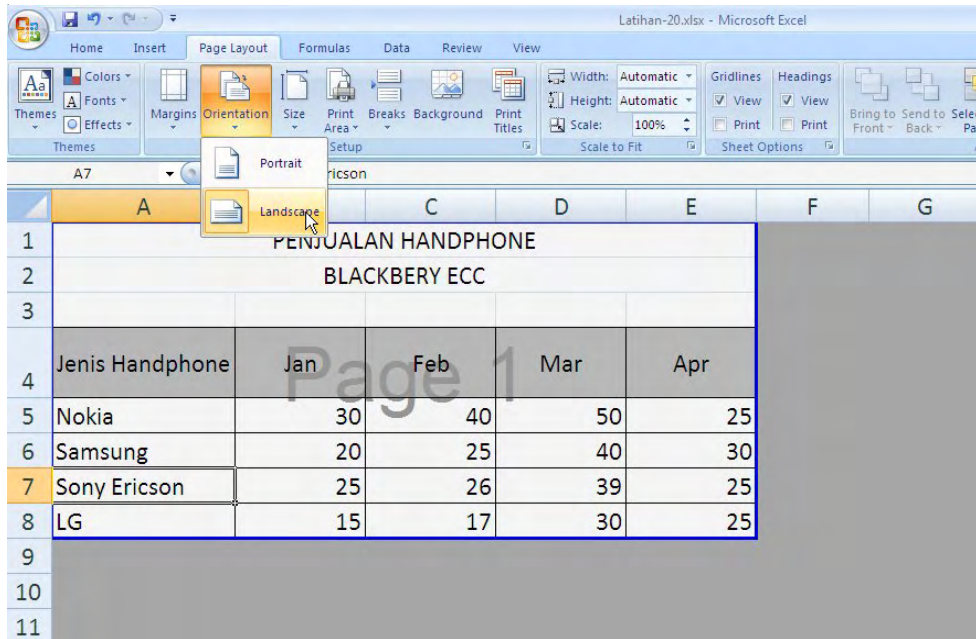 Latihan-20.xlsx - Microsoft Excel
Home Insert Page Layout Formulas Data Review View
Themes Colors Fonts Effects Margins Orientation Size Print Area Breaks Background Print Titles Width: Automatic Height: Automatic Scale: 100% Gridlines View Print Headings View Print Bring to Front Send to Back
Themes Setup Scale to Fit Sheet Options
Portrait
Landscape
A7 ricson
A C D E F G
1 PENJUALAN HANDPHONE
2 BLACKBERY ECC
3
4 Jenis Handphone Jan Feb Mar Apr
Page 1
5 Nokia 30 40 50 25
6 Samsung 20 25 40 30
7 Sony Ericson 25 26 39 25
8 LG 15 17 30 25
9
10
11